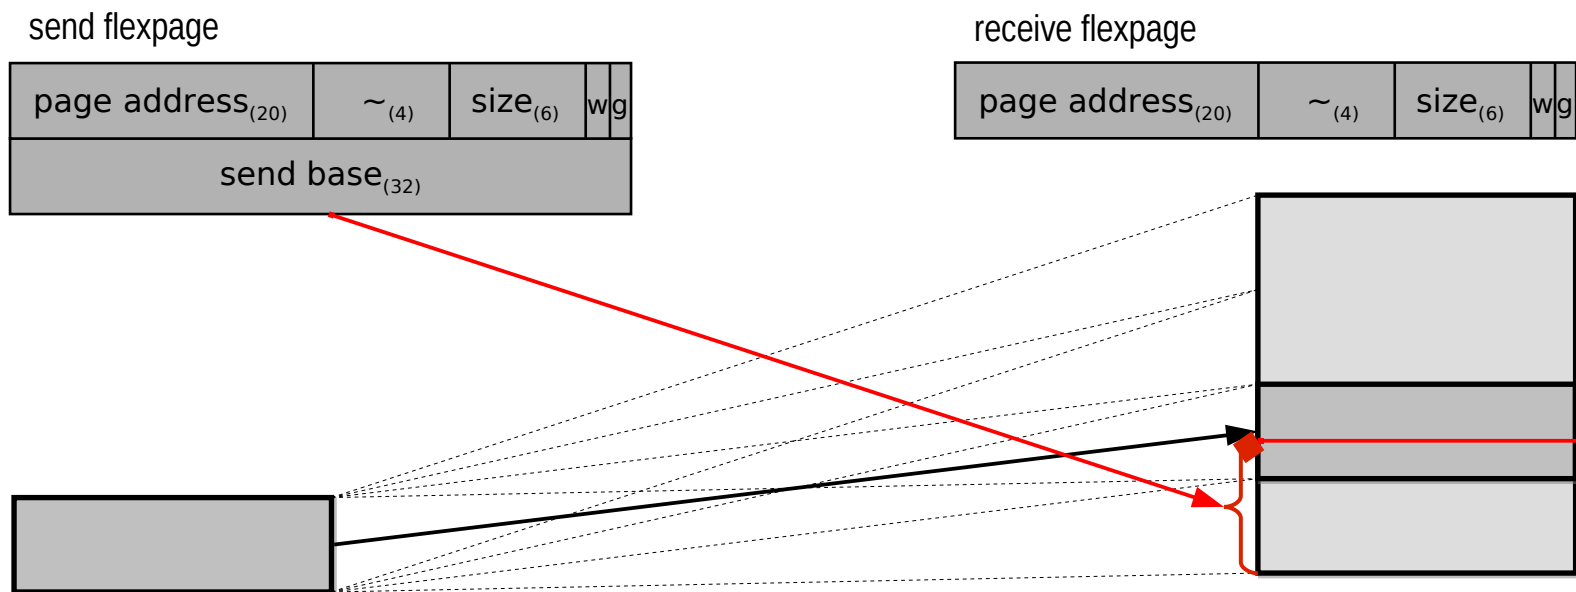 send flexpage
receive flexpage
page address(20) ~(4) size(6) w g
page address(20) ~(4) size(6) w g
send base(32)